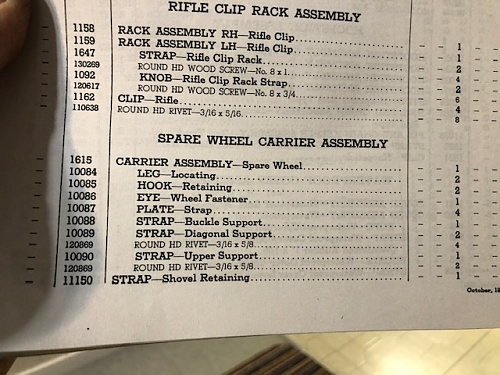 RIFLE CLIP RACK ASSEMBLY
1158 RACK ASSEMBLY RH—Rifle Clip - - 1
1159 RACK ASSEMBLY LH—Rifle Clip - - 1
1647 STRAP—Rifle Clip Rack - - 2
130269 ROUND HD WOOD SCREW—No. 8 x 1 - - 4
1092 KNOB—Rifle Clip Rack Strap - - 2
120617 ROUND HD WOOD SCREW—No. 8 x 3/4 - - 6
1162 CLIP—Rifle - - 4
110638 ROUND HD RIVET—3/16 x 5/16 - - 8
SPARE WHEEL CARRIER ASSEMBLY
1615 CARRIER ASSEMBLY—Spare Wheel - - 1
10084 LEG—Locating - - 2
10085 HOOK—Retaining - - 2
10086 EYE—Wheel Fastener - - 1
10087 PLATE—Strap - - 4
10088 STRAP—Buckle Support - - 1
10089 STRAP—Diagonal Support - - 2
120869 ROUND HD RIVET—3/16 x 5/8 - - 4
10090 STRAP—Upper Support - - 1
120869 ROUND HD RIVET—3/16 x 5/8 - - 2
11150 STRAP—Shovel Retaining - - 1
October, 19